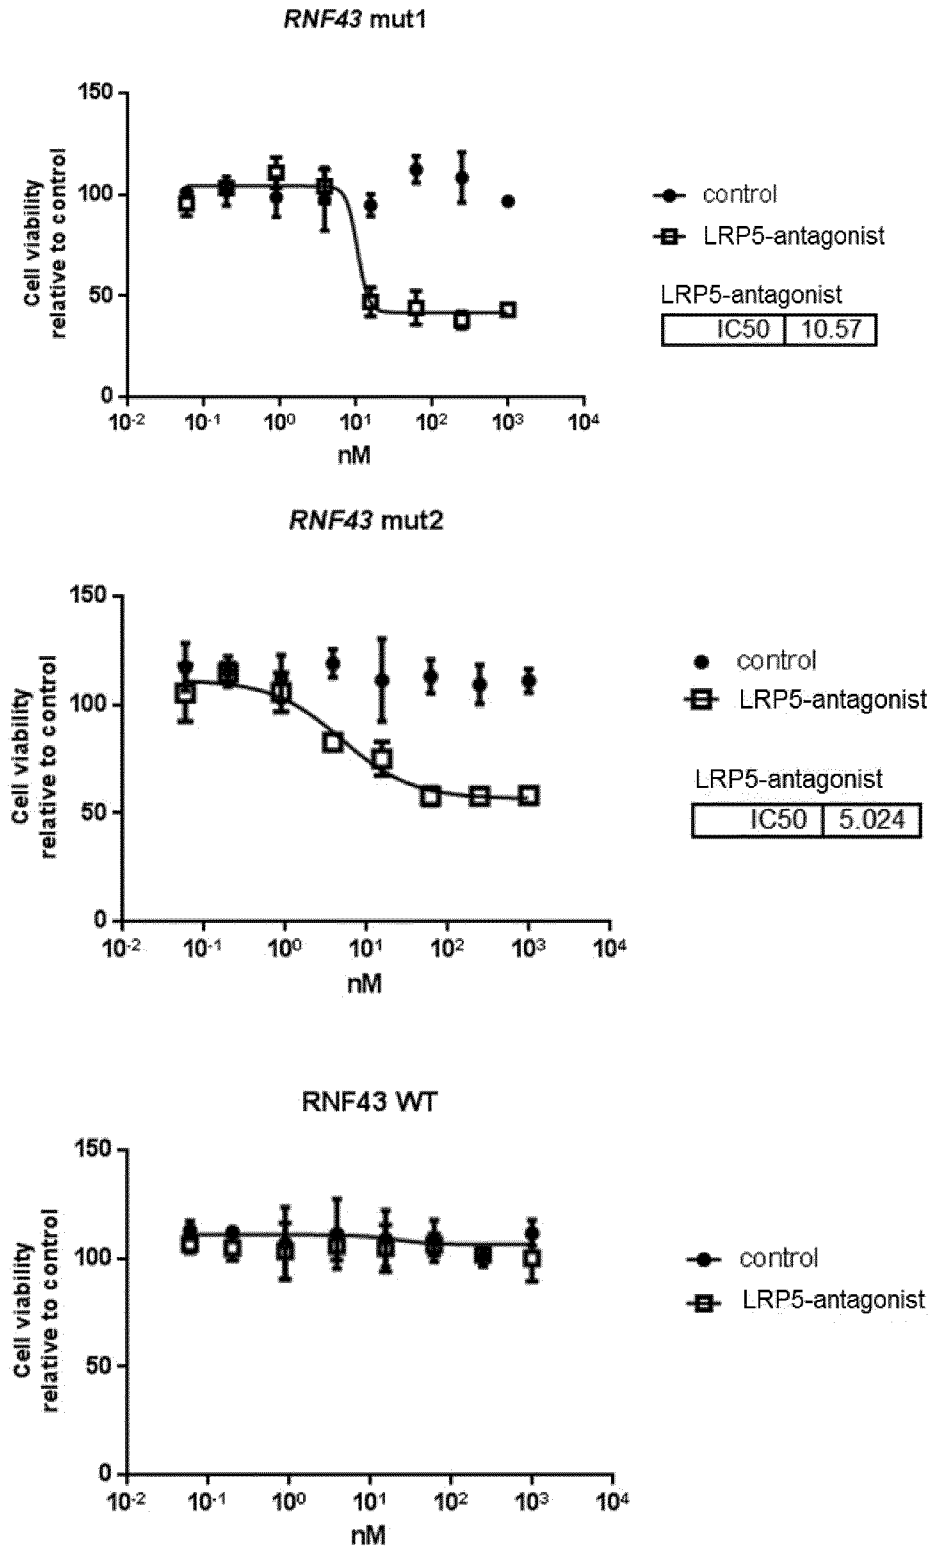 RNF43 mut1
150
100
50
0
Cell viability
relative to control
10-2 10-1 100 101 102 103 104
nM
control
LRP5-antagonist
LRP5-antagonist
IC50 10.57
RNF43 mut2
150
100
50
0
Cell viability
relative to control
10-2 10-1 100 101 102 103 104
nM
control
LRP5-antagonist
LRP5-antagonist
IC50 5.024
RNF43 WT
150
100
50
0
Cell viability
relative to control
10-2 10-1 100 101 102 103 104
nM
control
LRP5-antagonist